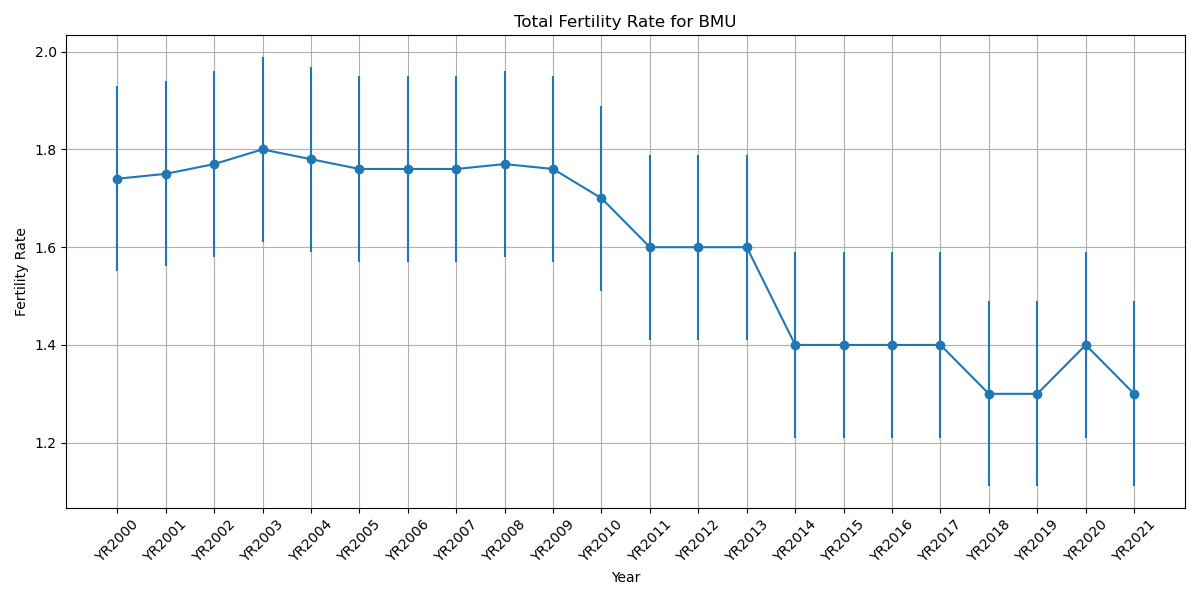 Total Fertility Rate for BMU
Fertility Rate
2.0
1.8
1.6
1.4
1.2
YR2000
YR2001
YR2002
YR2003
YR2004
YR2005
YR2006
YR2007
YR2008
YR2009
YR2010
YR2011
YR2012
YR2013
YR2014
YR2015
YR2016
YR2017
YR2018
YR2019
YR2020
YR2021
Year